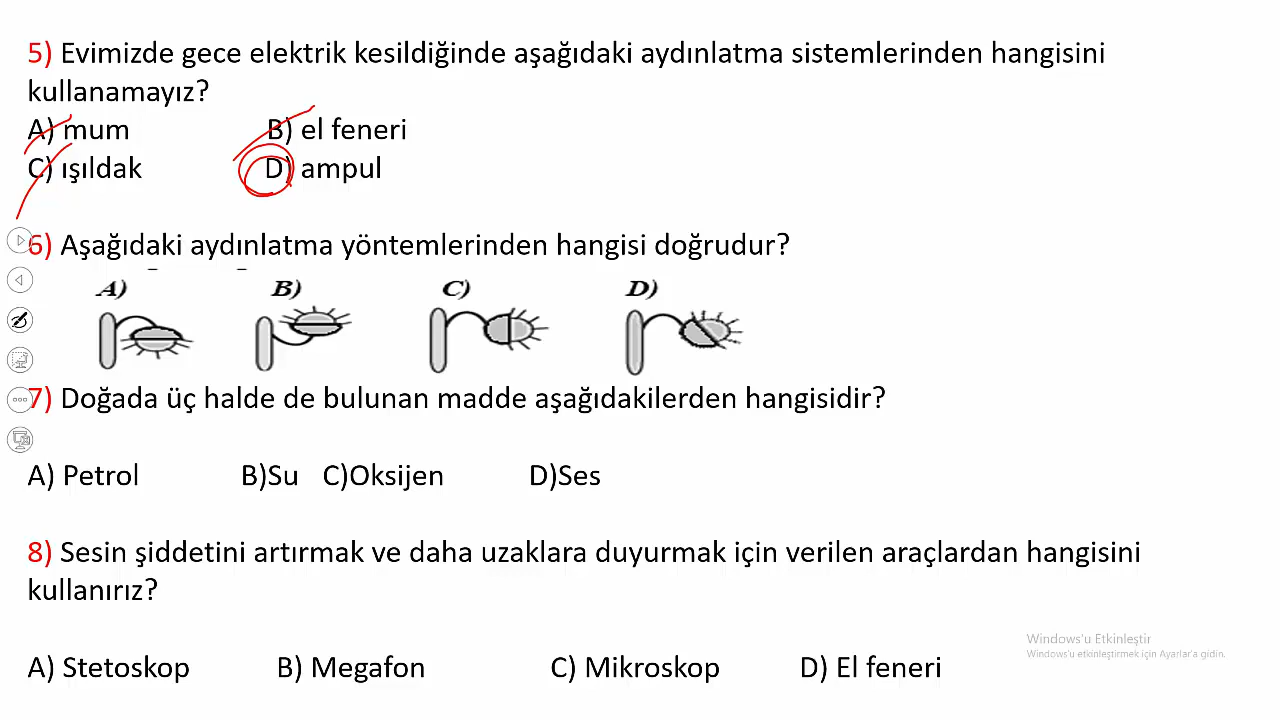 5) Evimizde gece elektrik kesildiğinde aşağıdaki aydınlatma sistemlerinden hangisini
kullanamayız?
A) mum B) el feneri
C) ışıldak D) ampul
6) Aşağıdaki aydınlatma yöntemlerinden hangisi doğrudur?
A) B) C) D)
7) Doğada üç halde de bulunan madde aşağıdakilerden hangisidir?
A) Petrol B)Su C)Oksijen D)Ses
8) Sesin şiddetini artırmak ve daha uzaklara duyurmak için verilen araçlardan hangisini
kullanırız?
Windows'u Etkinleştir
Windows'u etkinleştirmek için Ayarlar'a gidin.
A) Stetoskop B) Megafon C) Mikroskop D) El feneri